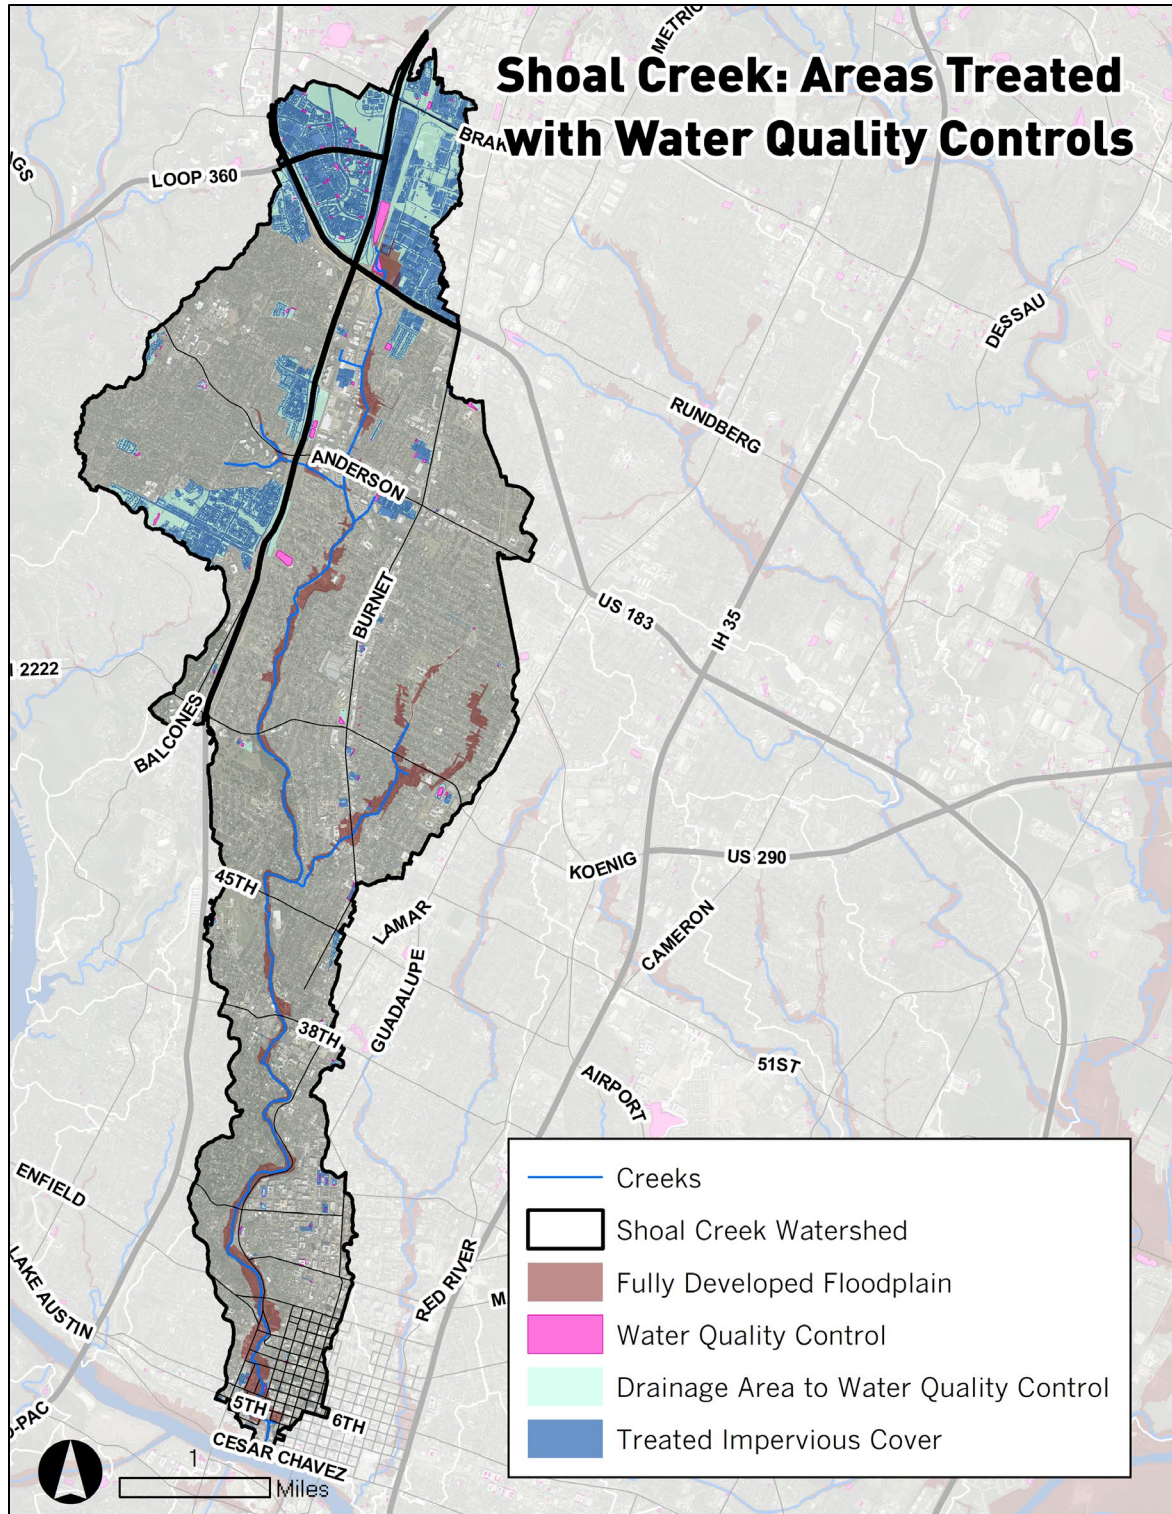 METRIC
Shoal Creek: Areas Treated
with Water Quality Controls
BRAK
NGS
LOOP 360
DESSAU
RUNDBERG
ANDERSON
BURNET
US 183
IH 35
2222
BALCONES
KOENIG
US 290
45TH
LAMAR
CAMERON
GUADALUPE
38TH
51ST
AIRPORT
ENFIELD
LAKE AUSTIN
RED RIVER
M
Creeks
Shoal Creek Watershed
Fully Developed Floodplain
Water Quality Control
Drainage Area to Water Quality Control
Treated Impervious Cover
5TH
6TH
-PAC
CESAR CHAVEZ
1
Miles